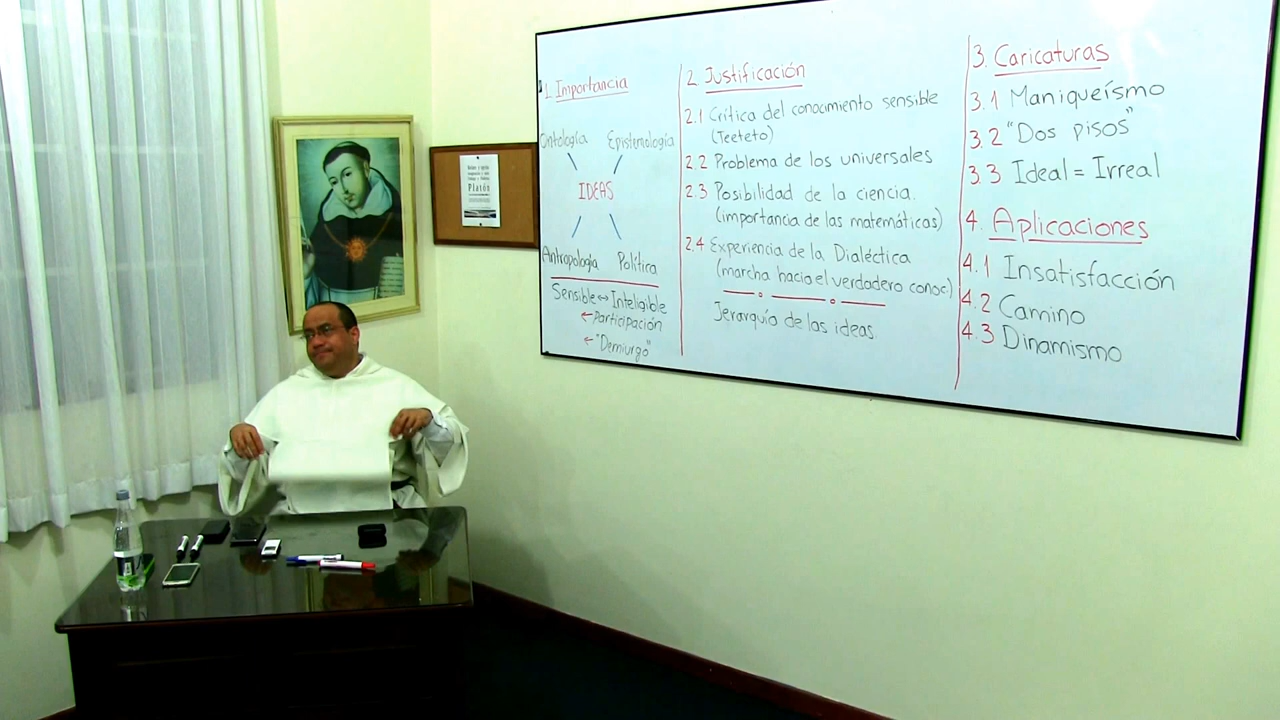 Platón
1. Importancia
Ontología Epistemología
IDEAS
Antropología Política
Sensible ↔ Inteligible
← Participación
← "Demiurgo"
2. Justificación
2.1 Crítica del conocimiento sensible
(Teeteto)
2.2 Problema de los universales
2.3 Posibilidad de la ciencia.
(importancia de las matemáticas)
2.4 Experiencia de la Dialéctica
(marcha hacia el verdadero conoc)
Jerarquía de las ideas.
3. Caricaturas
3.1 Maniqueísmo
3.2 "Dos pisos"
3.3 Ideal = Irreal
4. Aplicaciones
4.1 Insatisfacción
4.2 Camino
4.3 Dinamismo